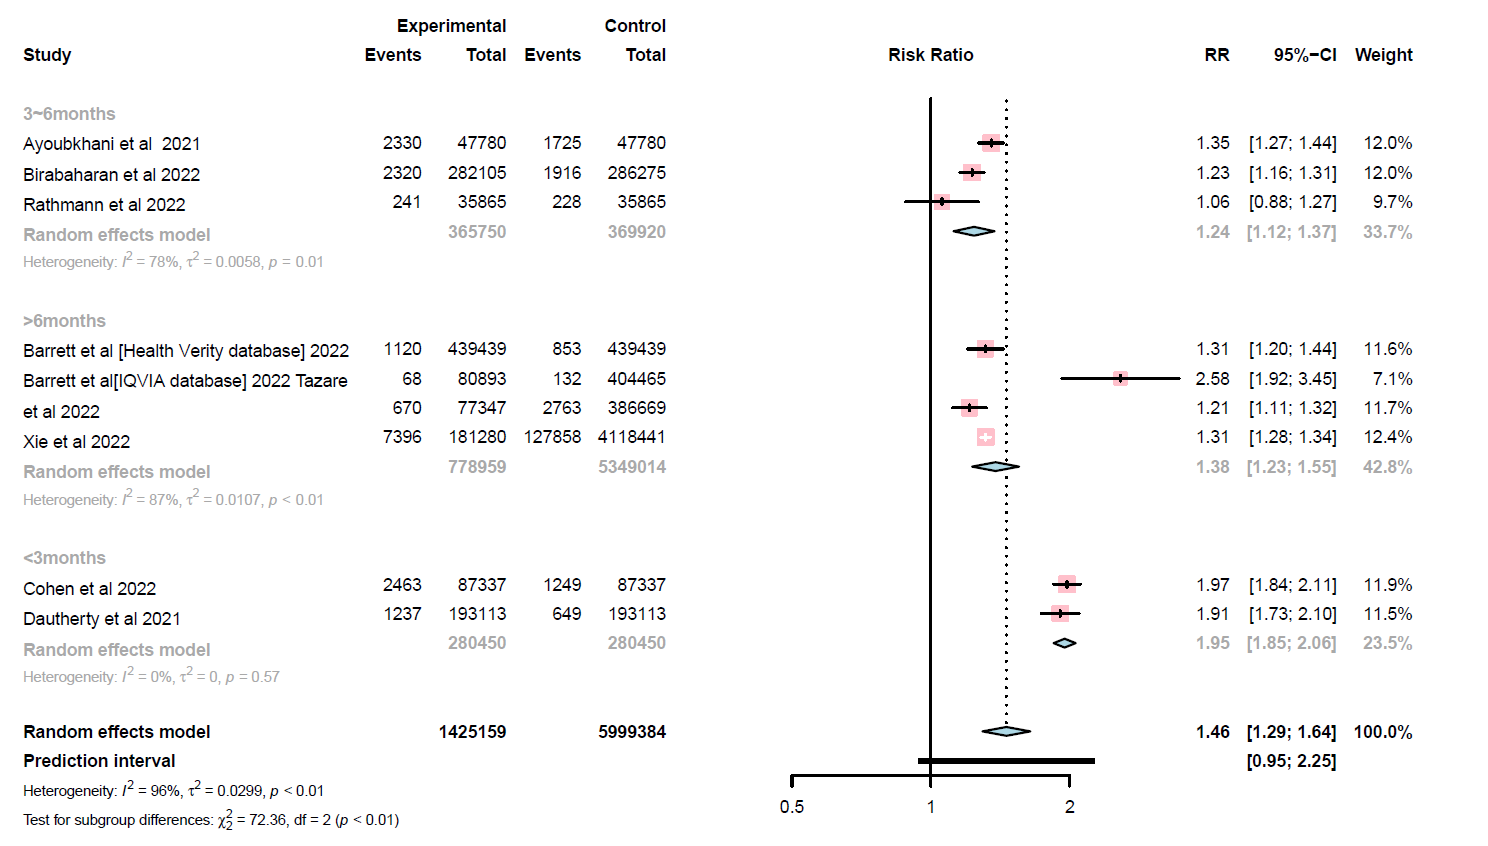 Experimental Control
Study Events Total Events Total Risk Ratio RR 95%−CI Weight
3~6months
Ayoubkhani et al 2021 2330 47780 1725 47780 1.35 [1.27; 1.44] 12.0%
Birabaharan et al 2022 2320 282105 1916 286275 1.23 [1.16; 1.31] 12.0%
Rathmann et al 2022 241 35865 228 35865 1.06 [0.88; 1.27] 9.7%
Random effects model 365750 369920 1.24 [1.12; 1.37] 33.7%
Heterogeneity: I² = 78%, τ² = 0.0058, p = 0.01
>6months
Barrett et al [Health Verity database] 2022 1120 439439 853 439439 1.31 [1.20; 1.44] 11.6%
Barrett et al[IQVIA database] 2022 Tazare 68 80893 132 404465 2.58 [1.92; 3.45] 7.1%
et al 2022 670 77347 2763 386669 1.21 [1.11; 1.32] 11.7%
Xie et al 2022 7396 181280 127858 4118441 1.31 [1.28; 1.34] 12.4%
Random effects model 778959 5349014 1.38 [1.23; 1.55] 42.8%
Heterogeneity: I² = 87%, τ² = 0.0107, p < 0.01
<3months
Cohen et al 2022 2463 87337 1249 87337 1.97 [1.84; 2.11] 11.9%
Dautherty et al 2021 1237 193113 649 193113 1.91 [1.73; 2.10] 11.5%
Random effects model 280450 280450 1.95 [1.85; 2.06] 23.5%
Heterogeneity: I² = 0%, τ² = 0, p = 0.57
Random effects model 1425159 5999384 1.46 [1.29; 1.64] 100.0%
Prediction interval [0.95; 2.25]
Heterogeneity: I² = 96%, τ² = 0.0299, p < 0.01
0.5 1 2
Test for subgroup differences: χ²₂ = 72.36, df = 2 (p < 0.01)